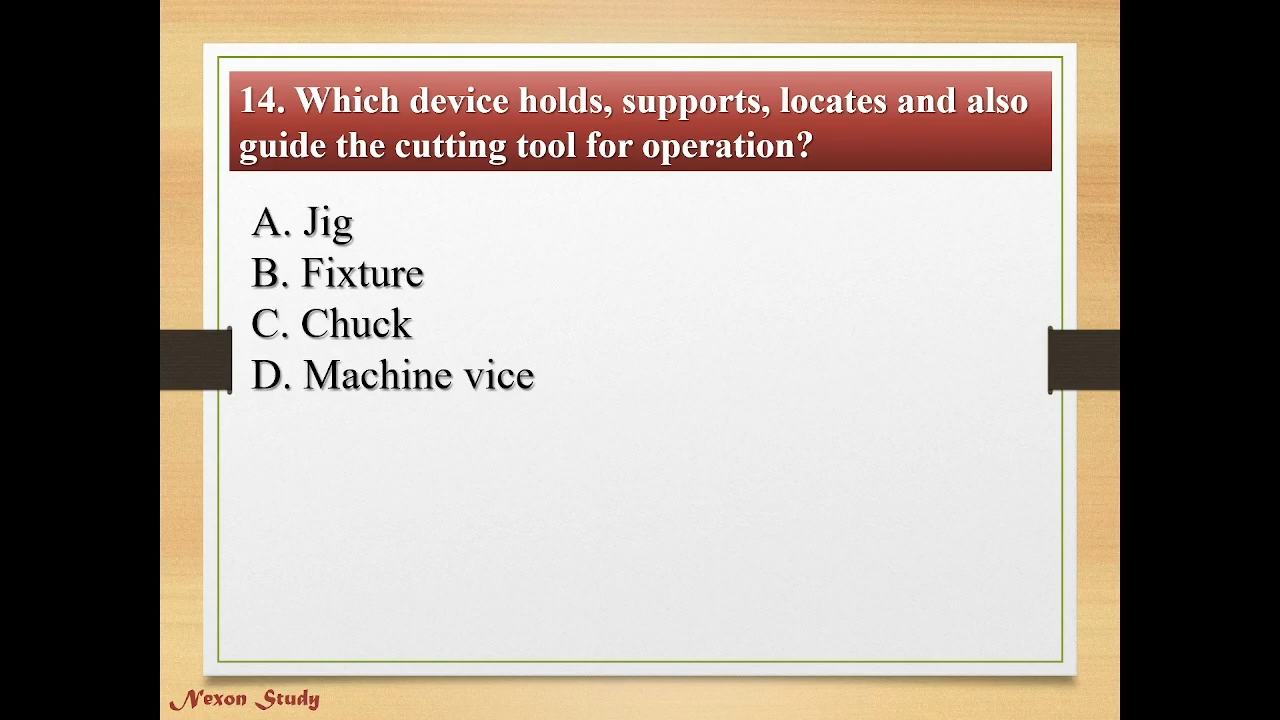 14. Which device holds, supports, locates and also
guide the cutting tool for operation?
A. Jig
B. Fixture
C. Chuck
D. Machine vice
Nexon Study